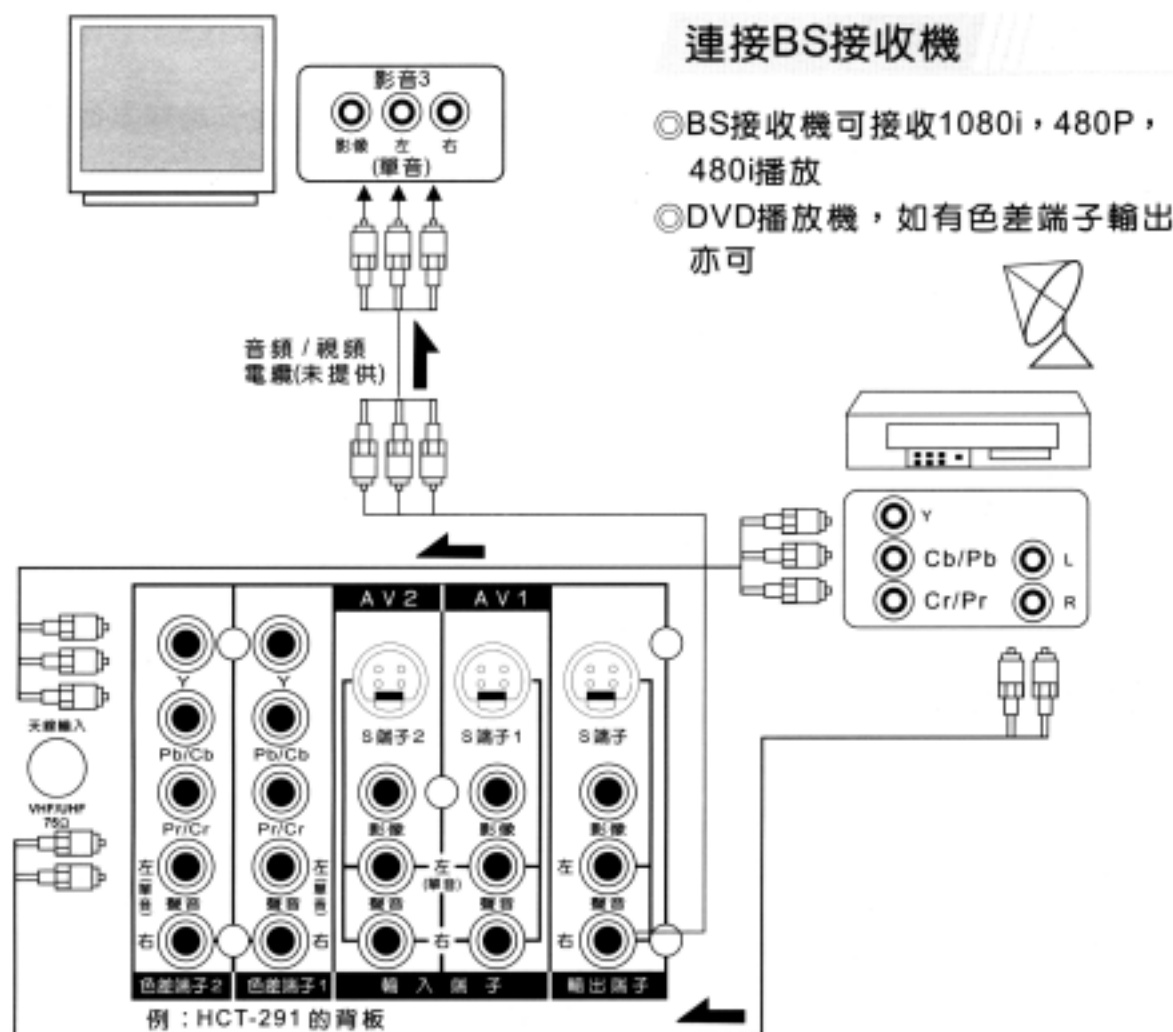 連接BS接收機
◎BS接收機可接收1080i，480P，
480i播放
◎DVD播放機，如有色差端子輸出
亦可
影音3
影像 左 右
(單音)
音頻 / 視頻
電纜(未提供)
Y
Cb/Pb L
Cr/Pr R
AV2 AV1
Y Y
S端子2 S端子1 S端子
Pb/Cb Pb/Cb
天線輸入
VHF/UHF
75Ω
Pr/Cr Pr/Cr 影像 影像 影像
左(單音) 左(單音) 左(單音) 左
聲音 聲音 聲音 聲音 聲音
右 右 右 右
色差端子2 色差端子1 輸入端子 輸出端子
例：HCT-291的背板